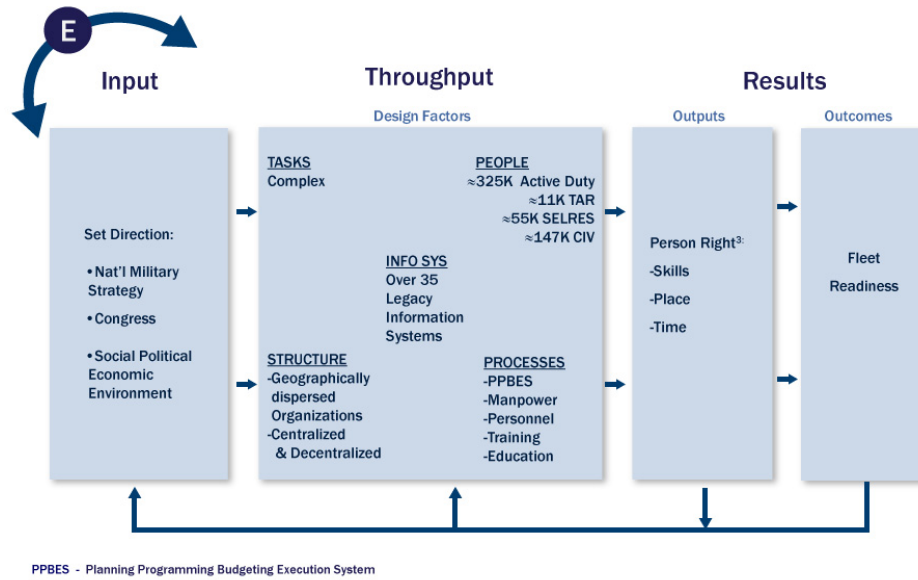 E
Input
Throughput
Results
Design Factors
Outputs
Outcomes
Set Direction:
•Nat'l Military
Strategy
•Congress
•Social Political
Economic
Environment
TASKS
Complex
PEOPLE
≈325K Active Duty
≈11K TAR
≈55K SELRES
≈147K CIV
INFO SYS
Over 35
Legacy
Information
Systems
STRUCTURE
-Geographically
dispersed
Organizations
-Centralized
& Decentralized
PROCESSES
-PPBES
-Manpower
-Personnel
-Training
-Education
Person Right³:
-Skills
-Place
-Time
Fleet
Readiness
PPBES - Planning Programming Budgeting Execution System